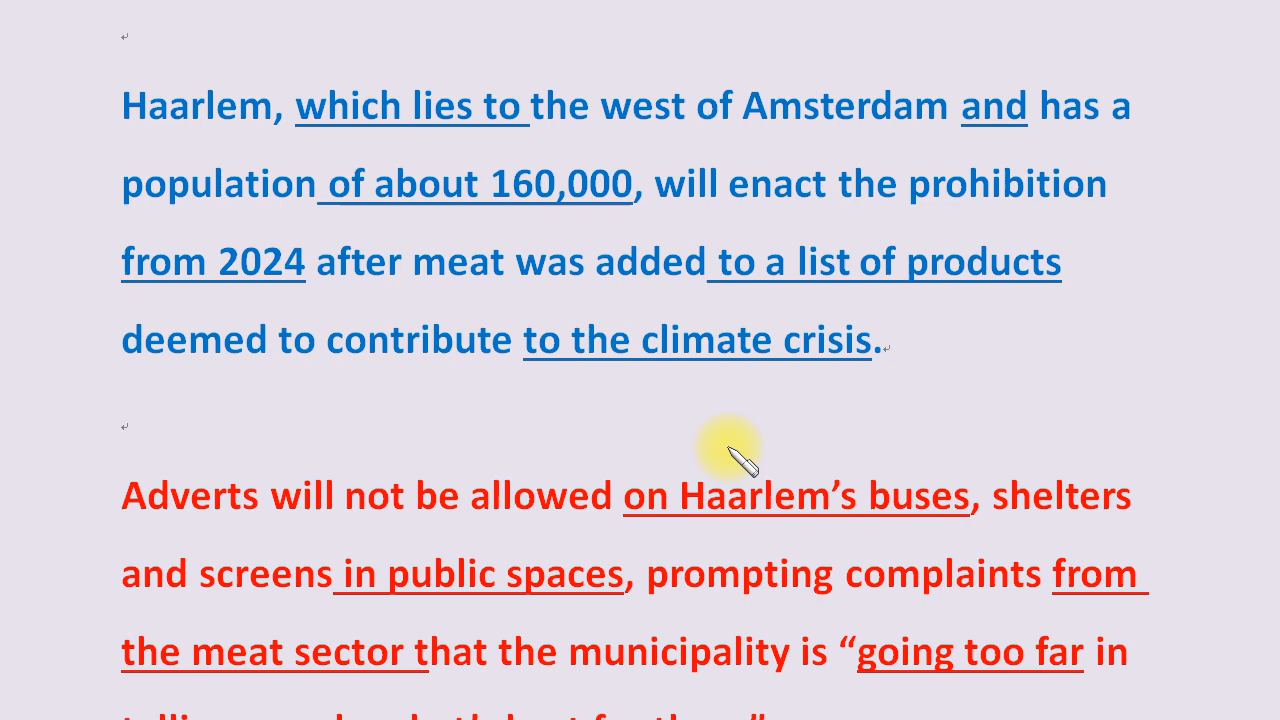 Haarlem, which lies to the west of Amsterdam and has a
population of about 160,000, will enact the prohibition
from 2024 after meat was added to a list of products
deemed to contribute to the climate crisis.
Adverts will not be allowed on Haarlem’s buses, shelters
and screens in public spaces, prompting complaints from
the meat sector that the municipality is “going too far in